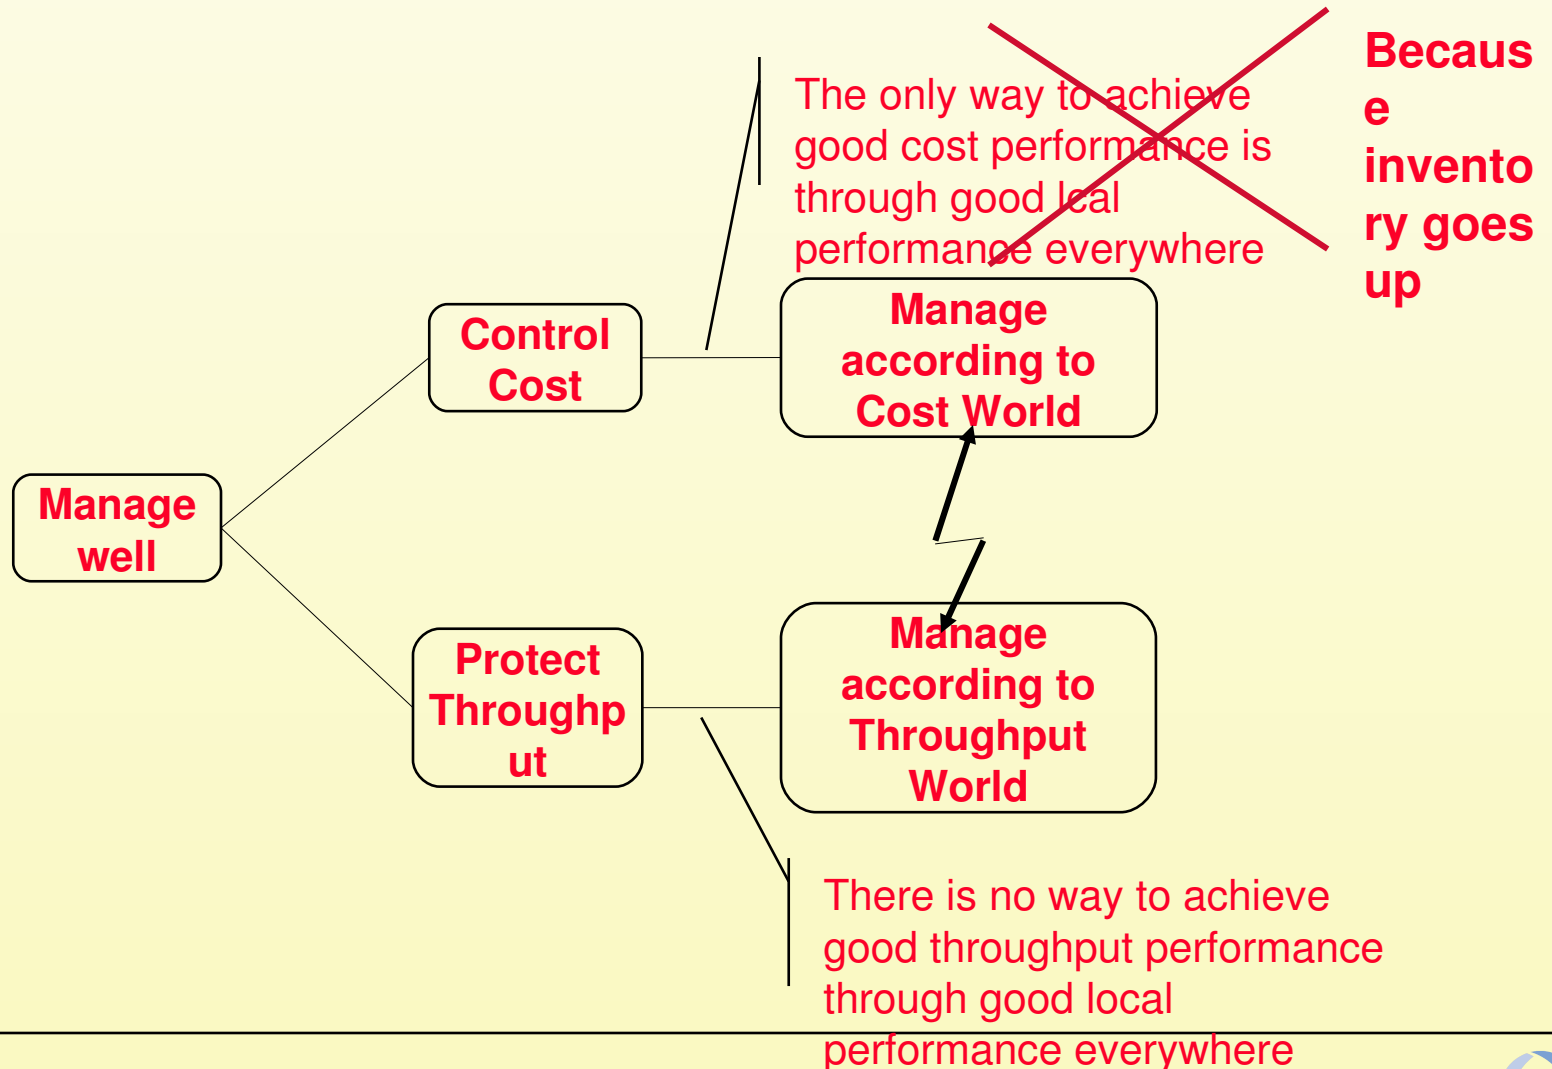 The only way to achieve
good cost performance is
through good lcal
performance everywhere
Becaus
e
invento
ry goes
up
Control
Cost
Manage
according to
Cost World
Manage
well
Protect
Throughp
ut
Manage
according to
Throughput
World
There is no way to achieve
good throughput performance
through good local
performance everywhere